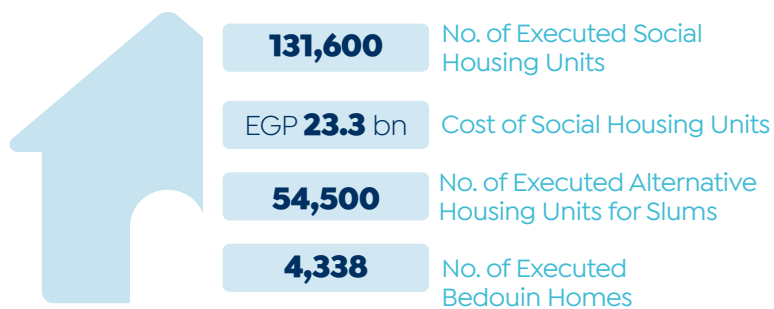 131,600
No. of Executed Social
Housing Units
EGP 23.3 bn
Cost of Social Housing Units
54,500
No. of Executed Alternative
Housing Units for Slums
4,338
No. of Executed
Bedouin Homes